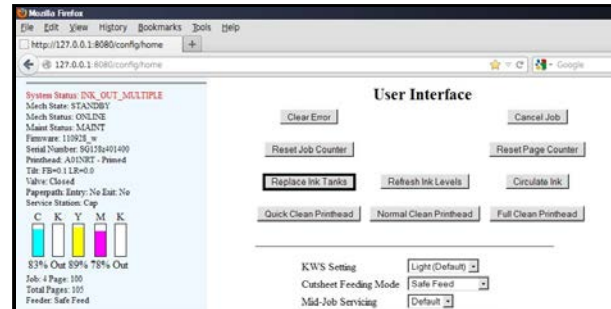 Mozilla Firefox
File Edit View History Bookmarks Tools Help
http://127.0.0.1:8080/config/home +
127.0.0.1:8080/config/home Google
System Status: INK_OUT_MULTIPLE
Mech State: STANDBY
Mech Status: ONLINE
Maint Status: MAINT
Firmware: 110928_w
Serial Number: SG158z401400
Printhead: A01NRT - Primed
Tilt: FB=0.1 LR=0.0
Valve: Closed
Paperpath: Entry: No Exit: No
Service Station: Cap
C K Y M K
83% Out 89% 78% Out
Job: 4 Page: 100
Total Pages: 105
Feeder: Safe Feed
User Interface
Clear Error Cancel Job
Reset Job Counter Reset Page Counter
Replace Ink Tanks Refresh Ink Levels Circulate Ink
Quick Clean Printhead Normal Clean Printhead Full Clean Printhead
KWS Setting Light (Default)
Cutsheet Feeding Mode Safe Feed
Mid-Job Servicing Default